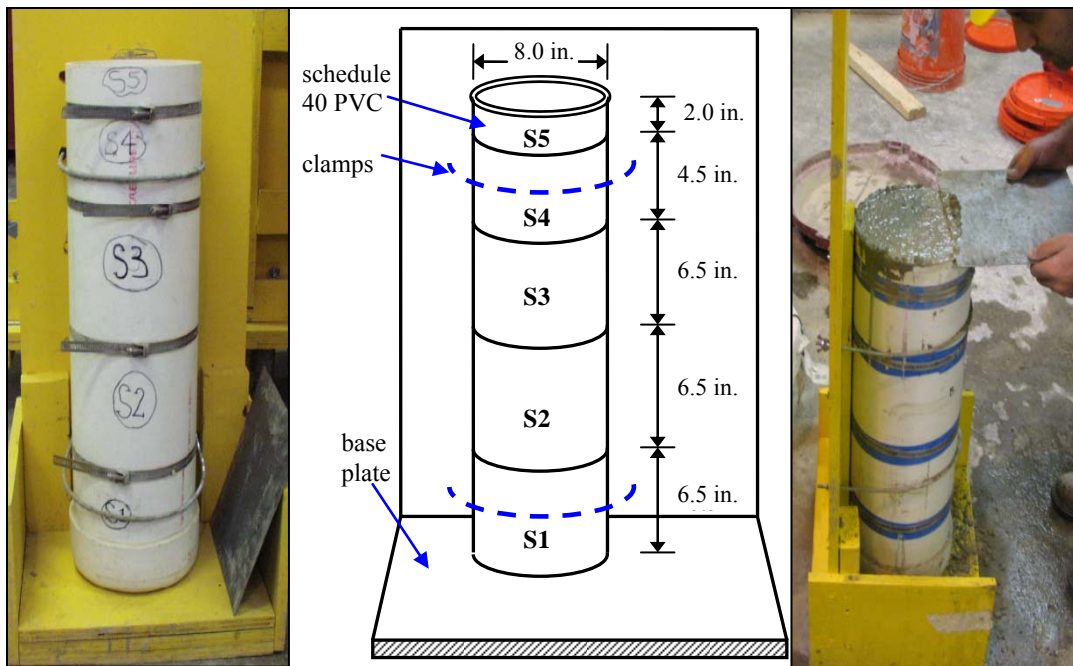 S5
S4
S3
S2
S1
8.0 in.
schedule
40 PVC
2.0 in.
S5
clamps
4.5 in.
S4
6.5 in.
S3
6.5 in.
S2
base
plate
6.5 in.
S1